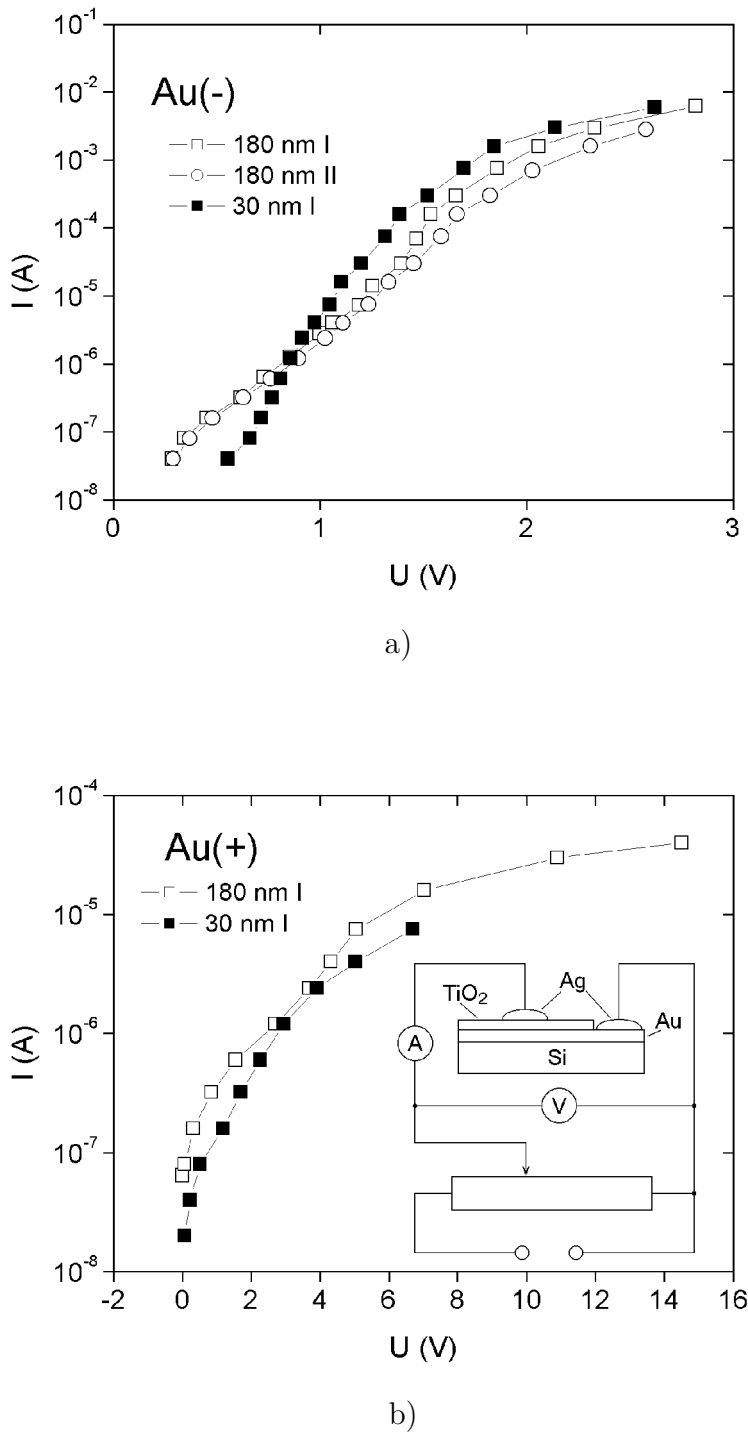 10^-1
10^-2
10^-3
10^-4
10^-5
10^-6
10^-7
10^-8
I (A)
Au(-)
180 nm I
180 nm II
30 nm I
0 1 2 3
U (V)
a)
10^-4
10^-5
10^-6
10^-7
10^-8
I (A)
Au(+)
180 nm I
30 nm I
Ag
TiO2
Au
Si
A
V
-2 0 2 4 6 8 10 12 14 16
U (V)
b)